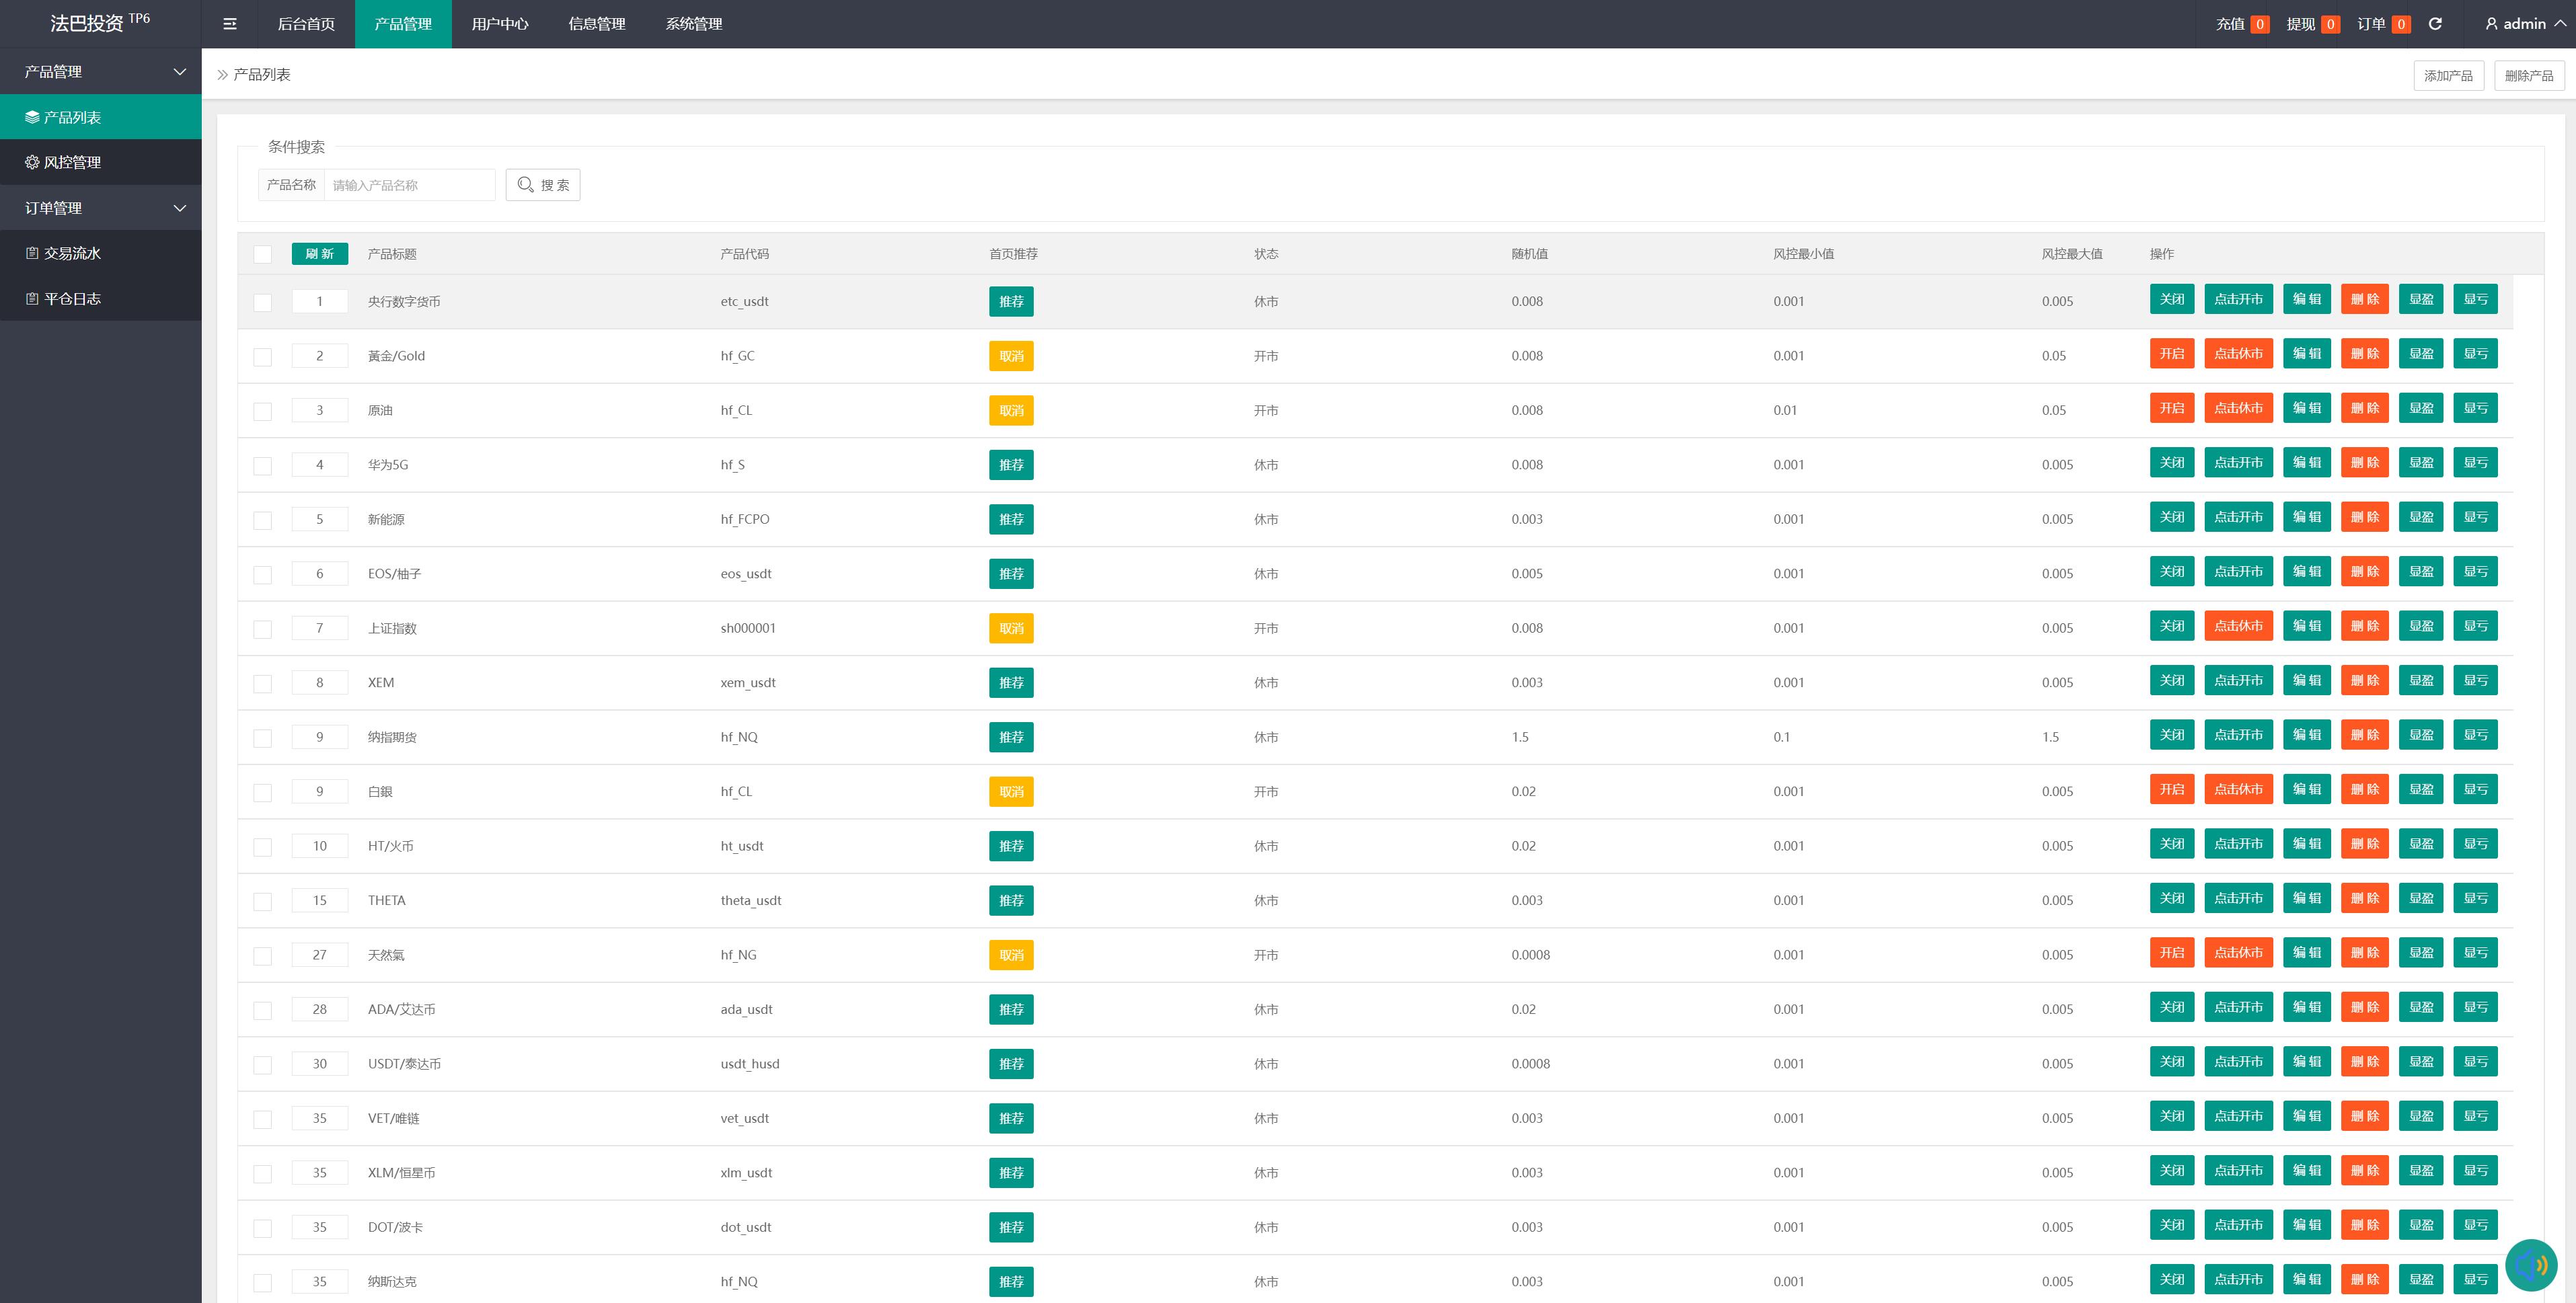 法巴投资 TP6
后台首页 产品管理 用户中心 信息管理 系统管理
充值 0 提现 0 订单 0 admin
产品管理
产品列表
风控管理
订单管理
交易流水
平仓日志
产品列表
添加产品 删除产品
条件搜索
产品名称 请输入产品名称 搜 索
刷 新 产品标题 产品代码 首页推荐 状态 随机值 风控最小值 风控最大值 操作
1 央行数字货币 etc_usdt 推荐 休市 0.008 0.001 0.005 关闭 点击开市 编 辑 删 除 显盈 显亏
2 黃金/Gold hf_GC 取消 开市 0.008 0.001 0.05 开启 点击休市 编 辑 删 除 显盈 显亏
3 原油 hf_CL 取消 开市 0.008 0.01 0.05 开启 点击休市 编 辑 删 除 显盈 显亏
4 华为5G hf_S 推荐 休市 0.008 0.001 0.005 关闭 点击开市 编 辑 删 除 显盈 显亏
5 新能源 hf_FCPO 推荐 休市 0.003 0.001 0.005 关闭 点击开市 编 辑 删 除 显盈 显亏
6 EOS/柚子 eos_usdt 推荐 休市 0.005 0.001 0.005 关闭 点击开市 编 辑 删 除 显盈 显亏
7 上证指数 sh000001 取消 开市 0.008 0.001 0.005 关闭 点击休市 编 辑 删 除 显盈 显亏
8 XEM xem_usdt 推荐 休市 0.003 0.001 0.005 关闭 点击开市 编 辑 删 除 显盈 显亏
9 纳指期货 hf_NQ 推荐 休市 1.5 0.1 1.5 关闭 点击开市 编 辑 删 除 显盈 显亏
9 白銀 hf_CL 取消 开市 0.02 0.001 0.005 开启 点击休市 编 辑 删 除 显盈 显亏
10 HT/火币 ht_usdt 推荐 休市 0.02 0.001 0.005 关闭 点击开市 编 辑 删 除 显盈 显亏
15 THETA theta_usdt 推荐 休市 0.003 0.001 0.005 关闭 点击开市 编 辑 删 除 显盈 显亏
27 天然氣 hf_NG 取消 开市 0.0008 0.001 0.005 开启 点击休市 编 辑 删 除 显盈 显亏
28 ADA/艾达币 ada_usdt 推荐 休市 0.02 0.001 0.005 关闭 点击开市 编 辑 删 除 显盈 显亏
30 USDT/泰达币 usdt_husd 推荐 休市 0.0008 0.001 0.005 关闭 点击开市 编 辑 删 除 显盈 显亏
35 VET/唯链 vet_usdt 推荐 休市 0.003 0.001 0.005 关闭 点击开市 编 辑 删 除 显盈 显亏
35 XLM/恒星币 xlm_usdt 推荐 休市 0.003 0.001 0.005 关闭 点击开市 编 辑 删 除 显盈 显亏
35 DOT/波卡 dot_usdt 推荐 休市 0.003 0.001 0.005 关闭 点击开市 编 辑 删 除 显盈 显亏
35 纳斯达克 hf_NQ 推荐 休市 0.003 0.001 0.005 关闭 点击开市 编 辑 删 除 显盈 显亏